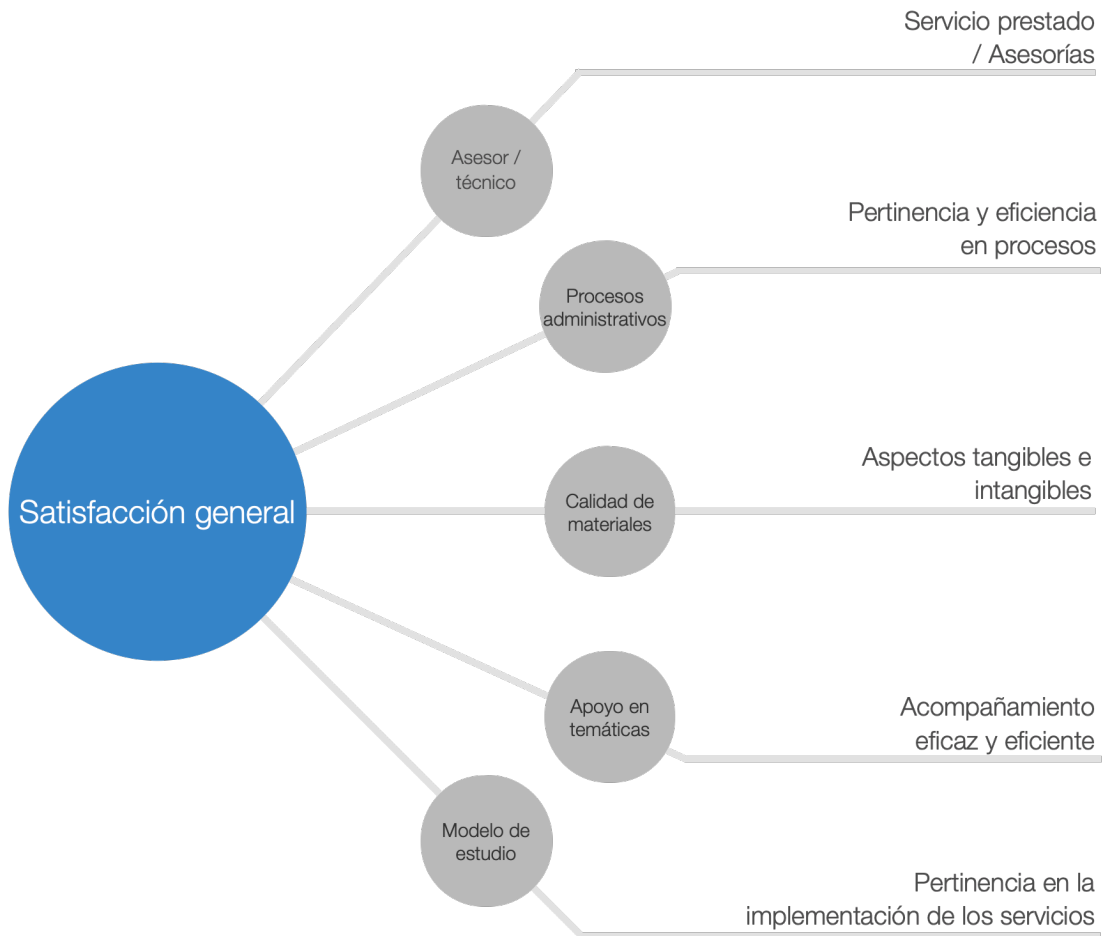 Servicio prestado
/ Asesorías
Asesor /
técnico
Pertinencia y eficiencia
en procesos
Procesos
administrativos
Satisfacción general
Aspectos tangibles e
intangibles
Calidad de
materiales
Acompañamiento
eficaz y eficiente
Apoyo en
temáticas
Modelo de
estudio
Pertinencia en la
implementación de los servicios